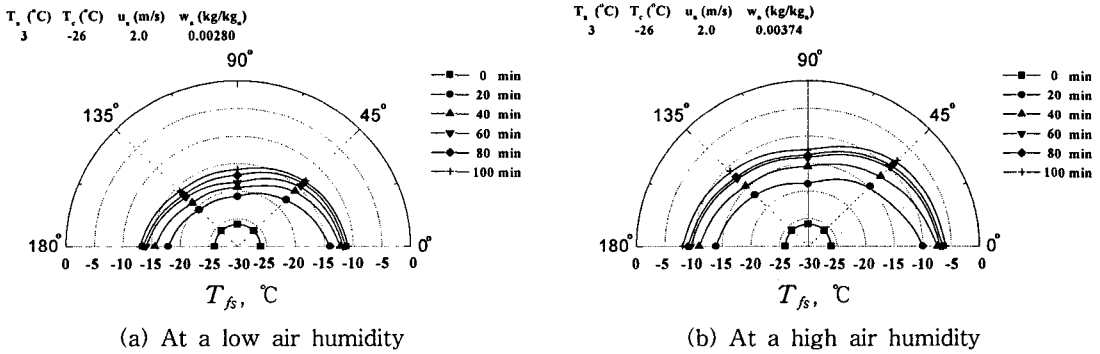 T_a (°C) T_c (°C) u_a (m/s) w_a (kg/kg_a)
3 -26 2.0 0.00280
90°
135°
45°
180°
0°
0 -5 -10 -15 -20 -25 -30 -25 -20 -15 -10 -5 0
T_fs, ℃
0 min
20 min
40 min
60 min
80 min
100 min
(a) At a low air humidity
T_a (°C) T_c (°C) u_a (m/s) w_a (kg/kg_a)
3 -26 2.0 0.00374
90°
135°
45°
180°
0°
0 -5 -10 -15 -20 -25 -30 -25 -20 -15 -10 -5 0
T_fs, ℃
0 min
20 min
40 min
60 min
80 min
100 min
(b) At a high air humidity